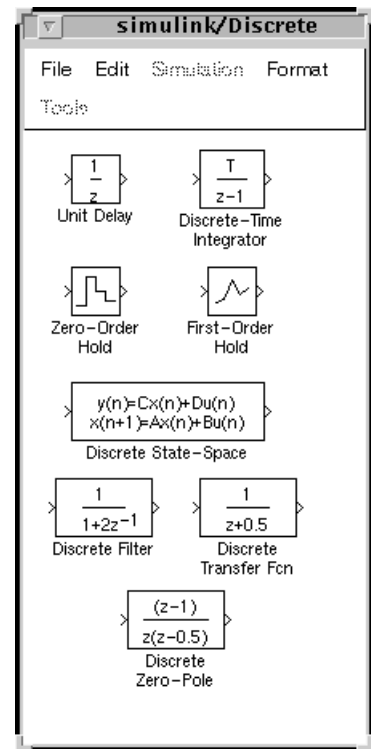 simulink/Discrete
File Edit Simulation Format
Tools
1
z
Unit Delay
T
z-1
Discrete-Time
Integrator
Zero-Order
Hold
First-Order
Hold
y(n)=Cx(n)+Du(n)
x(n+1)=Ax(n)+Bu(n)
Discrete State-Space
1
1+2z⁻¹
Discrete Filter
1
z+0.5
Discrete
Transfer Fcn
(z-1)
z(z-0.5)
Discrete
Zero-Pole